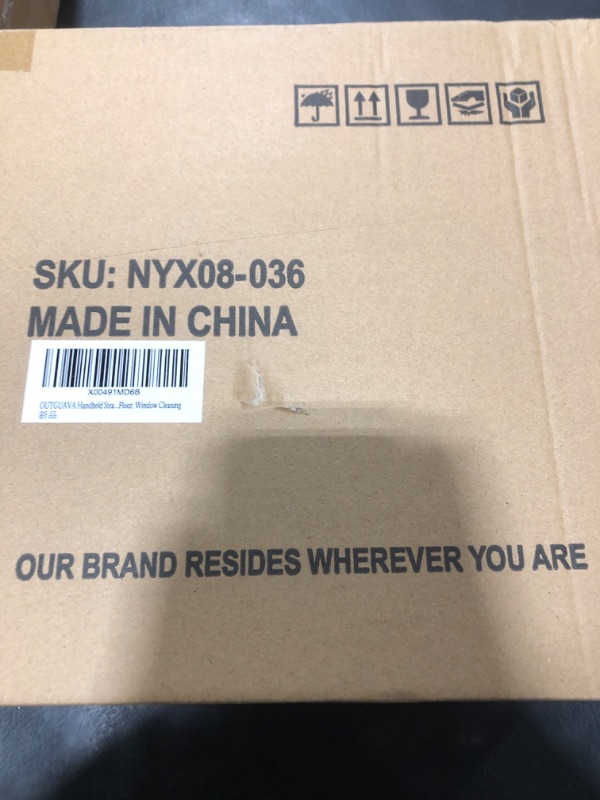 SKU: NYX08-036
MADE IN CHINA
X00491MD6B
OUTGUAVA Handheld Stea...Floor, Window Cleaning
新品
OUR BRAND RESIDES WHEREVER YOU ARE